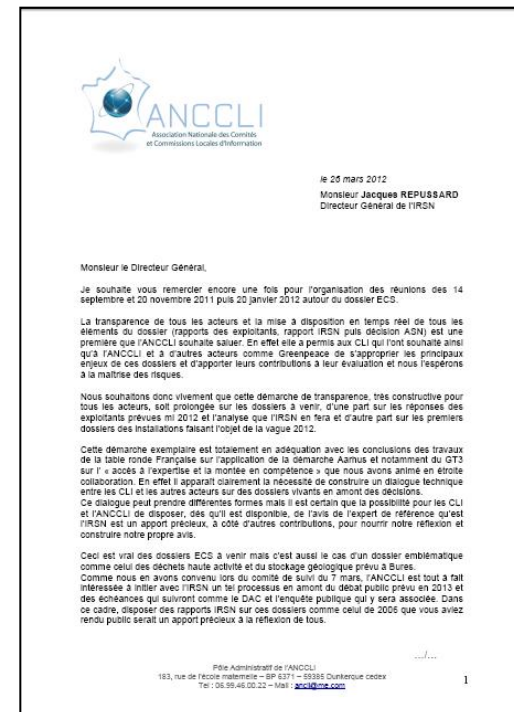 ANCCLI
Association Nationale des Comités
et Commissions Locales d'Information
le 26 mars 2012
Monsieur Jacques REPUSSARD
Directeur Général de l'IRSN
Monsieur le Directeur Général,
Je souhaite vous remercier encore une fois pour l'organisation des réunions des 14
septembre et 20 novembre 2011 puis 20 janvier 2012 autour du dossier ECS.
La transparence de tous les acteurs et la mise à disposition en temps réel de tous les
éléments du dossier (rapports des exploitants, rapport IRSN puis décision ASN) est une
première que l'ANCCLI souhaite saluer. En effet elle a permis aux CLI qui l'ont souhaité ainsi
qu'à l'ANCCLI et à d'autres acteurs comme Greenpeace de s'approprier les principaux
enjeux de ces dossiers et d'apporter leurs contributions à leur évaluation et nous l'espérons
à la maîtrise des risques.
Nous souhaitons donc vivement que cette démarche de transparence, très constructive pour
tous les acteurs, soit prolongée sur les dossiers à venir, d'une part sur les réponses des
exploitants prévues mi 2012 et l'analyse que l'IRSN en fera et d'autre part sur les premiers
dossiers des installations faisant l'objet de la vague 2012.
Cette démarche exemplaire est totalement en adéquation avec les conclusions des travaux
de la table ronde Française sur l'application de la démarche Aarhus et notamment du GT3
sur l' « accès à l'expertise et la montée en compétence » que nous avons animé en étroite
collaboration. En effet il apparaît clairement la nécessité de construire un dialogue technique
entre les CLI et les autres acteurs sur des dossiers vivants en amont des décisions.
Ce dialogue peut prendre différentes formes mais il est certain que la possibilité pour les CLI
et l'ANCCLI de disposer, dès qu'il est disponible, de l'avis de l'expert de référence qu'est
l'IRSN est un apport précieux, à côté d'autres contributions, pour nourrir notre réflexion et
construire notre propre avis.
Ceci est vrai des dossiers ECS à venir mais c'est aussi le cas d'un dossier emblématique
comme celui des déchets haute activité et du stockage géologique prévu à Bures.
Comme nous en avons convenu lors du comité de suivi du 7 mars, l'ANCCLI est tout à fait
intéressée à initier avec l'IRSN un tel processus en amont du débat public prévu en 2013 et
des échéances qui suivront comme le DAC et l'enquête publique qui y sera associée. Dans
ce cadre, disposer des rapports IRSN sur ces dossiers comme celui de 2005 que vous aviez
rendu public serait un apport précieux à la réflexion de tous.
…/…
Pôle Administratif de l'ANCCLI
183, rue de l'école maternelle – BP 6371 – 59385 Dunkerque cedex
Tel : 06.99.46.00.22 – Mail : ancli@me.com
1